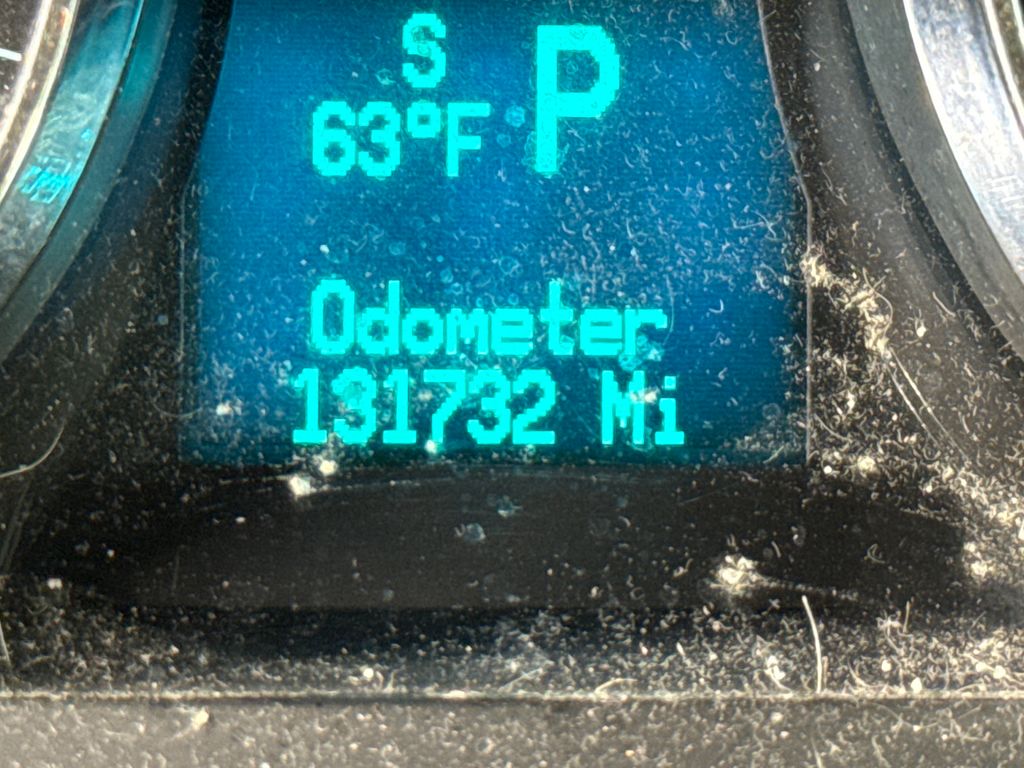 S
63°F P
Odometer
131732 Mi